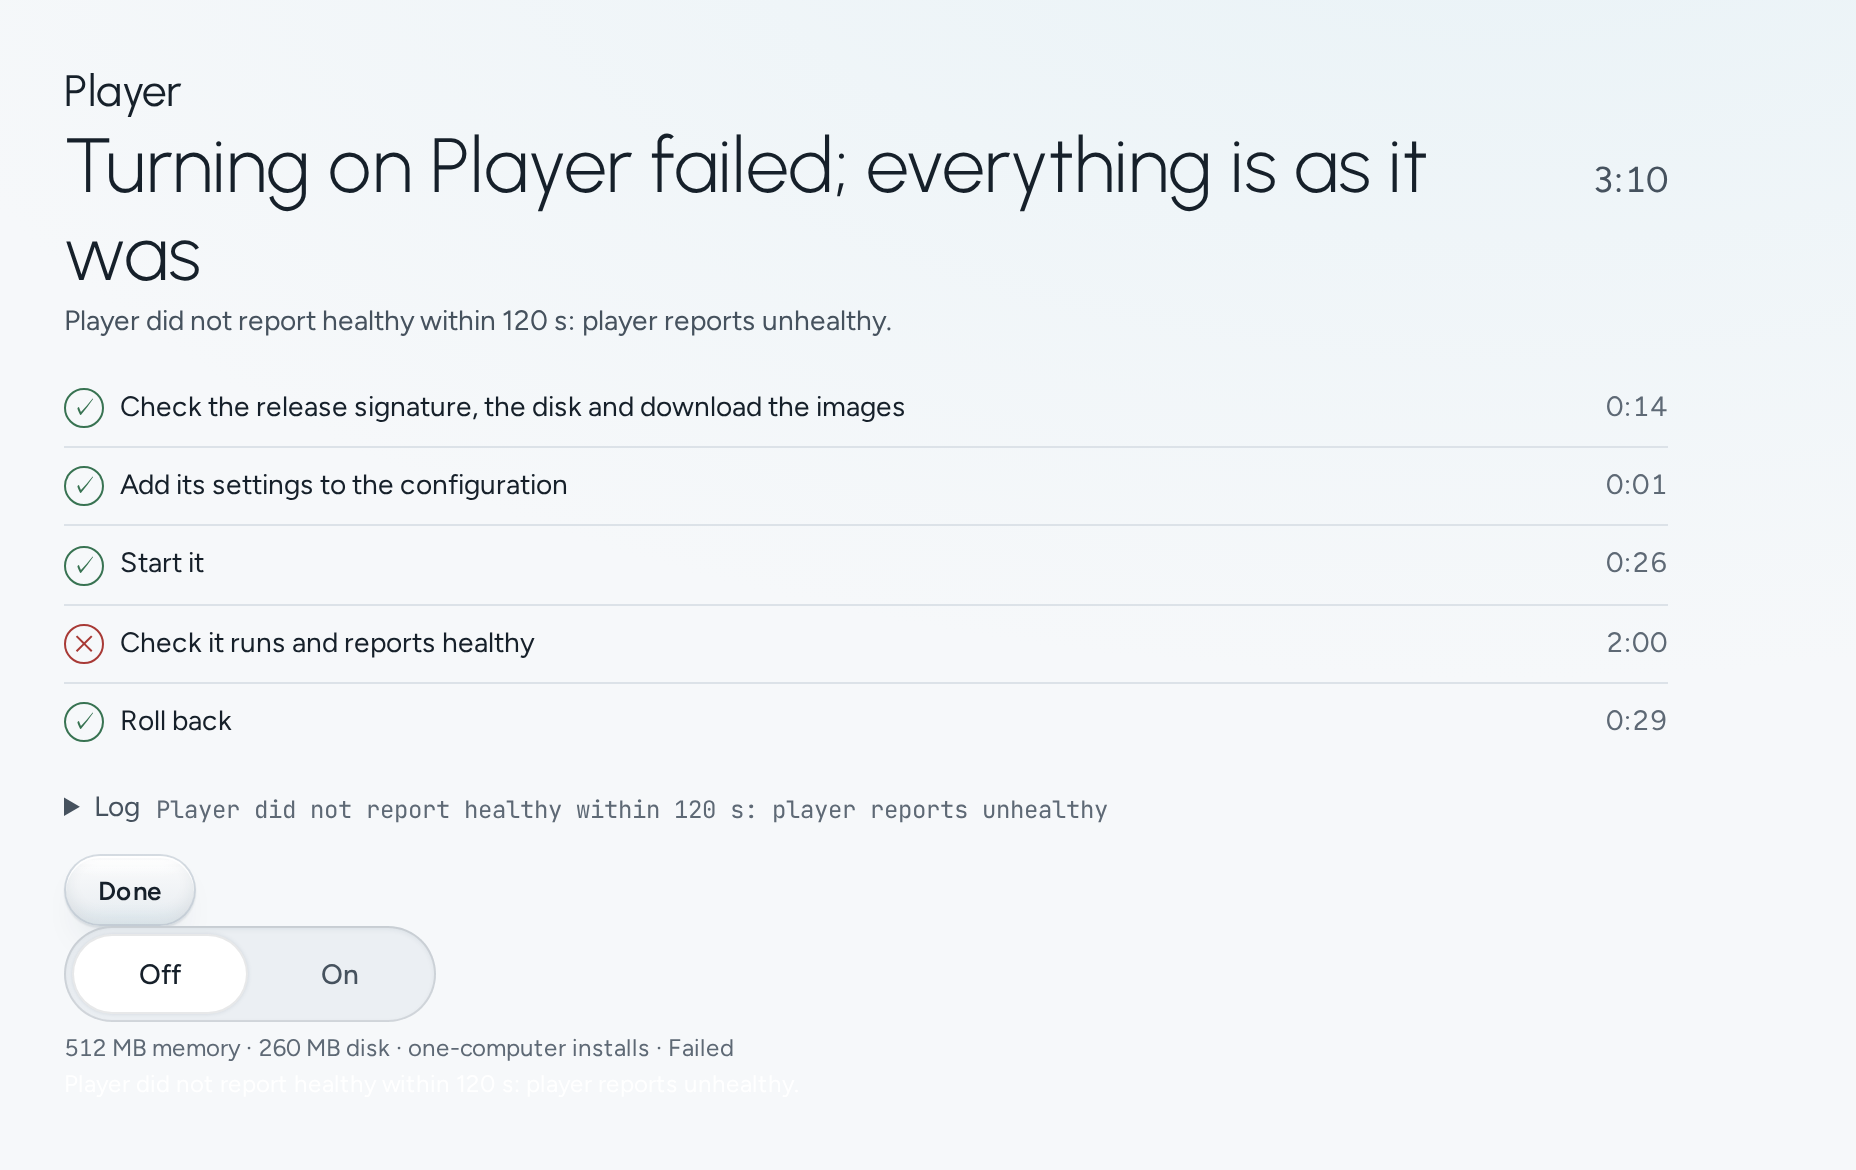 Player
Turning on Player failed; everything is as it
was
3:10
Player did not report healthy within 120 s: player reports unhealthy.
✓ Check the release signature, the disk and download the images 0:14
✓ Add its settings to the configuration 0:01
✓ Start it 0:26
✕ Check it runs and reports healthy 2:00
✓ Roll back 0:29
▶ Log Player did not report healthy within 120 s: player reports unhealthy
Done
Off On
512 MB memory · 260 MB disk · one-computer installs · Failed
Player did not report healthy within 120 s: player reports unhealthy.